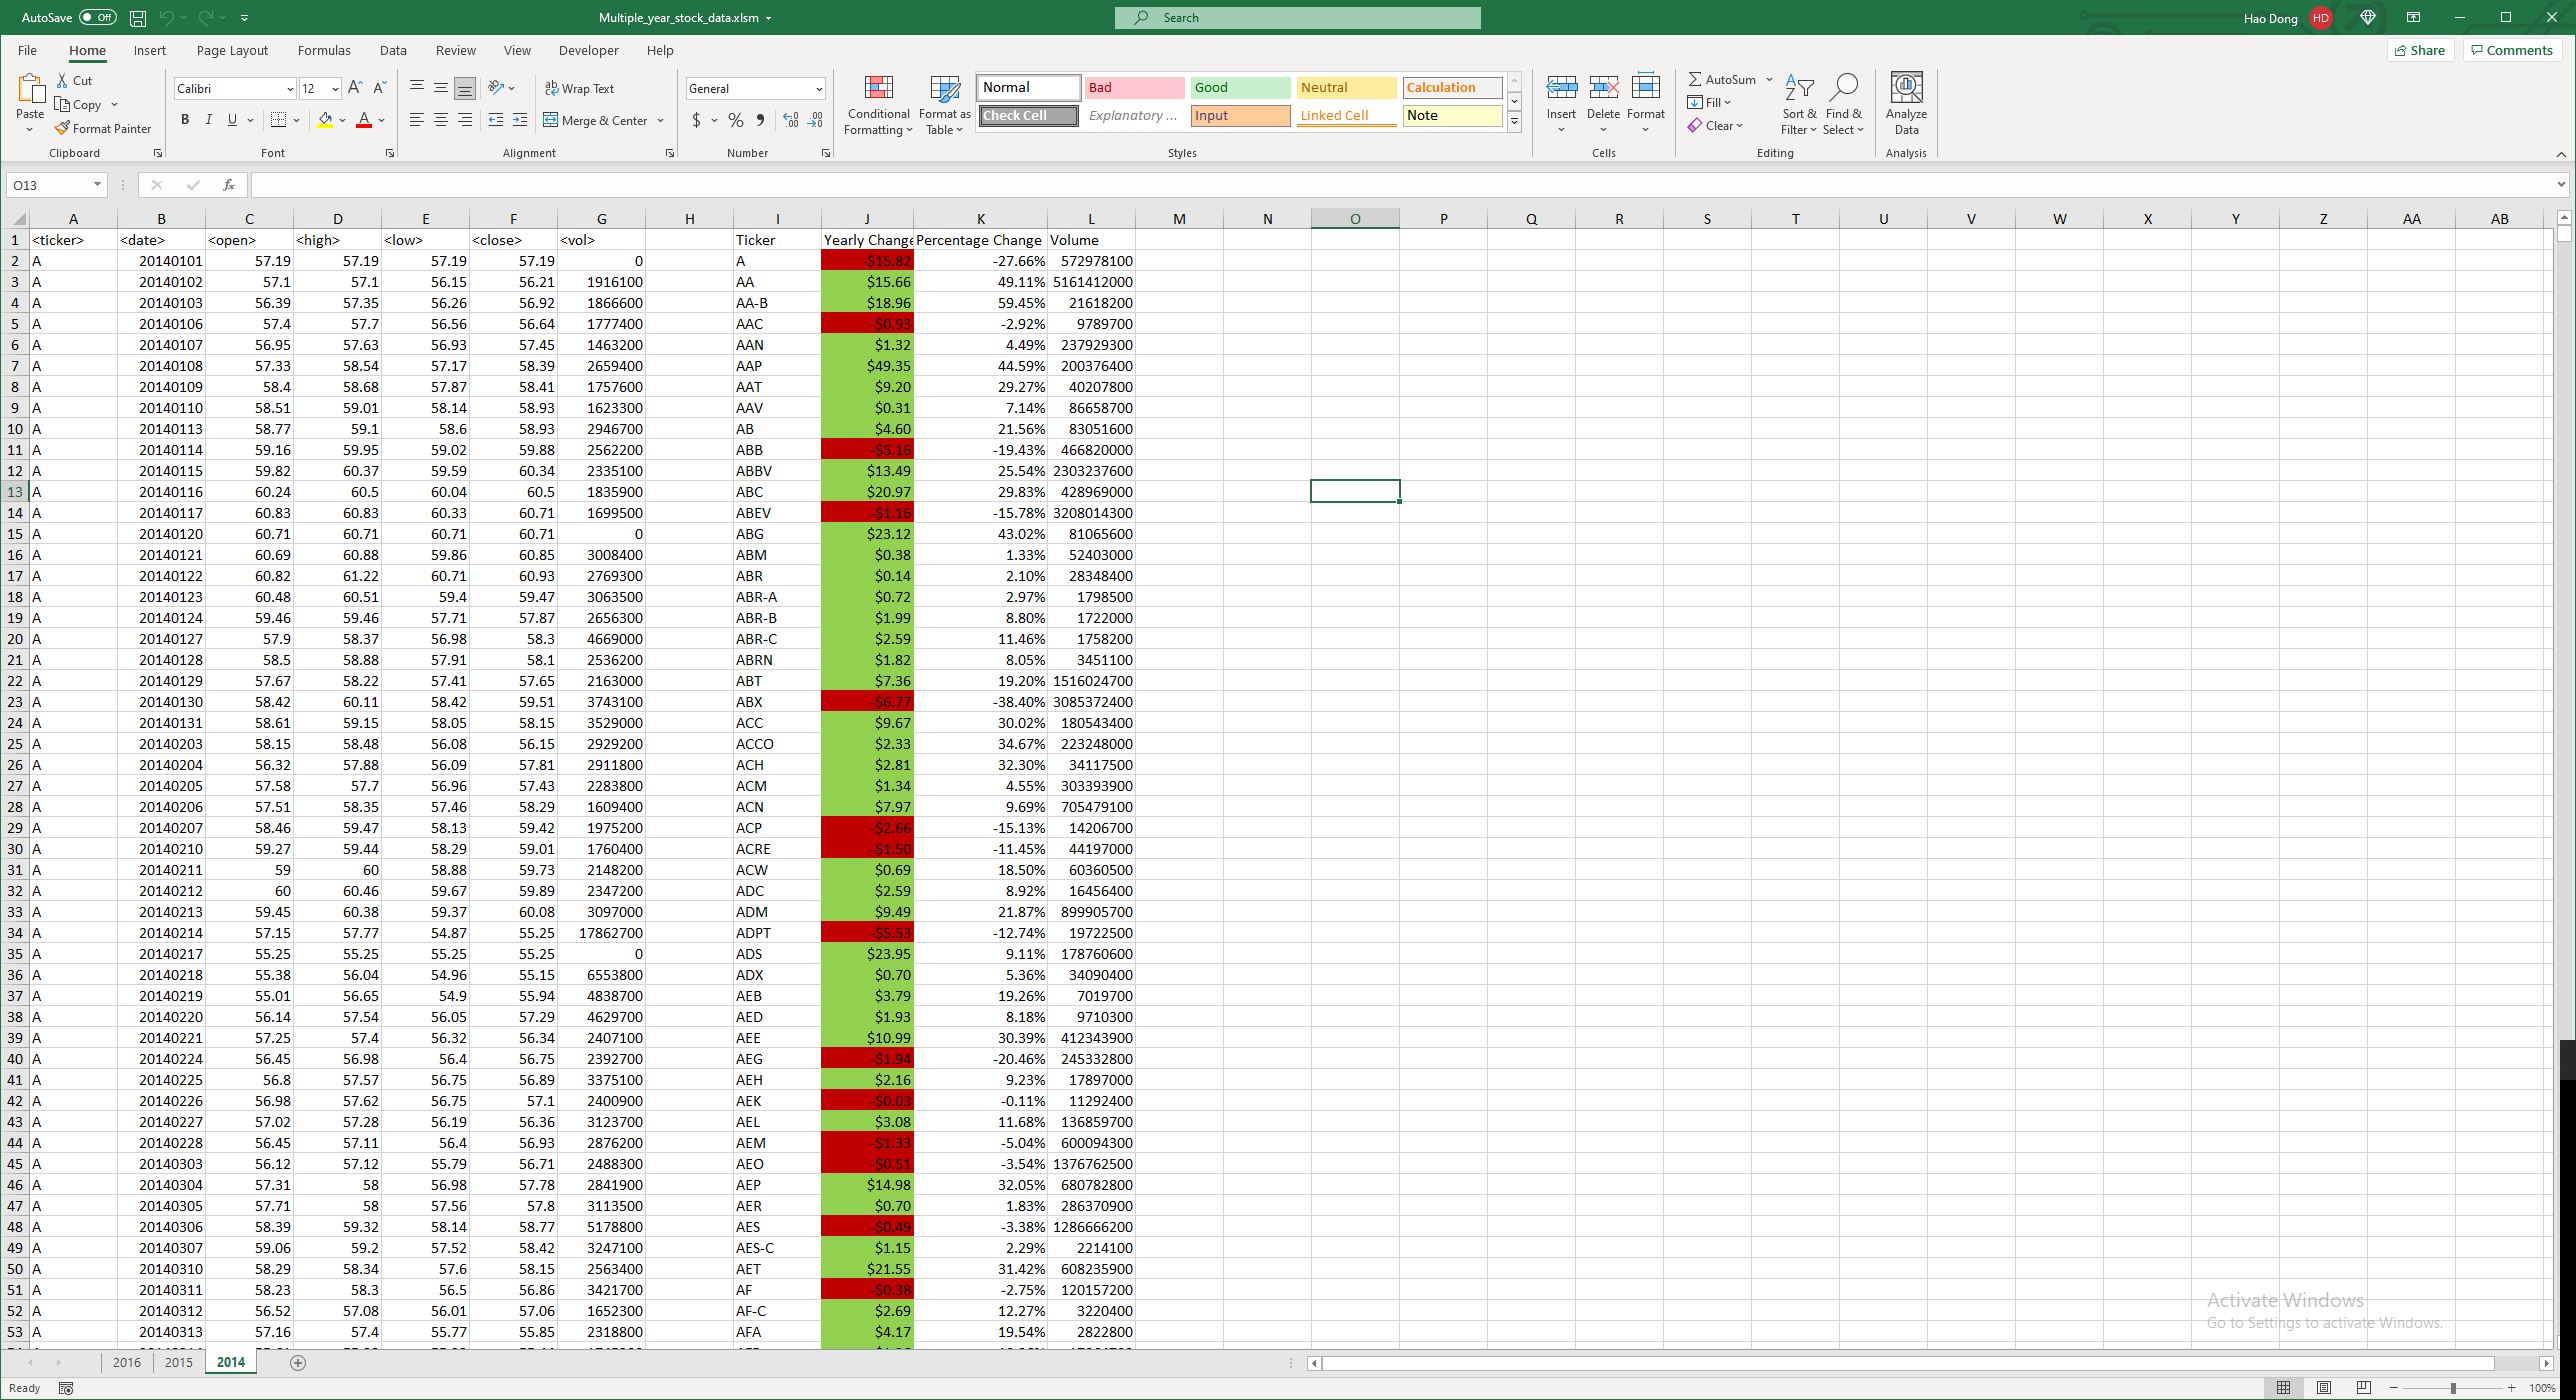 AutoSave Off Multiple_year_stock_data.xlsm Search Hao Dong HD
File Home Insert Page Layout Formulas Data Review View Developer Help Share Comments
Paste Cut Copy Format Painter Clipboard
Calibri 12 B I U A Font
Wrap Text Merge & Center Alignment
General $ % Number
Conditional Formatting Format as Table Normal Bad Good Neutral Calculation
Check Cell Explanatory ... Input Linked Cell Note Styles
Insert Delete Format Cells
AutoSum Fill Clear Sort & Filter Find & Select Editing
Analyze Data Analysis
O13 fx
A B C D E F G H I J K L M N O P Q R S T U V W X Y Z AA AB
1 <ticker> <date> <open> <high> <low> <close> <vol> Ticker Yearly Change Percentage Change Volume
2 A 20140101 57.19 57.19 57.19 57.19 0 A -$15.82 -27.66% 572978100
3 A 20140102 57.1 57.1 56.15 56.21 1916100 AA $15.66 49.11% 5161412000
4 A 20140103 56.39 57.35 56.26 56.92 1866600 AA-B $18.96 59.45% 21618200
5 A 20140106 57.4 57.7 56.56 56.64 1777400 AAC -$0.93 -2.92% 9789700
6 A 20140107 56.95 57.63 56.93 57.45 1463200 AAN $1.32 4.49% 237929300
7 A 20140108 57.33 58.54 57.17 58.39 2659400 AAP $49.35 44.59% 200376400
8 A 20140109 58.4 58.68 57.87 58.41 1757600 AAT $9.20 29.27% 40207800
9 A 20140110 58.51 59.01 58.14 58.93 1623300 AAV $0.31 7.14% 86658700
10 A 20140113 58.77 59.1 58.6 58.93 2946700 AB $4.60 21.56% 83051600
11 A 20140114 59.16 59.95 59.02 59.88 2562200 ABB -$5.16 -19.43% 466820000
12 A 20140115 59.82 60.37 59.59 60.34 2335100 ABBV $13.49 25.54% 2303237600
13 A 20140116 60.24 60.5 60.04 60.5 1835900 ABC $20.97 29.83% 428969000
14 A 20140117 60.83 60.83 60.33 60.71 1699500 ABEV -$1.16 -15.78% 3208014300
15 A 20140120 60.71 60.71 60.71 60.71 0 ABG $23.12 43.02% 81065600
16 A 20140121 60.69 60.88 59.86 60.85 3008400 ABM $0.38 1.33% 52403000
17 A 20140122 60.82 61.22 60.71 60.93 2769300 ABR $0.14 2.10% 28348400
18 A 20140123 60.48 60.51 59.4 59.47 3063500 ABR-A $0.72 2.97% 1798500
19 A 20140124 59.46 59.46 57.71 57.87 2656300 ABR-B $1.99 8.80% 1722000
20 A 20140127 57.9 58.37 56.98 58.3 4669000 ABR-C $2.59 11.46% 1758200
21 A 20140128 58.5 58.88 57.91 58.1 2536200 ABRN $1.82 8.05% 3451100
22 A 20140129 57.67 58.22 57.41 57.65 2163000 ABT $7.36 19.20% 1516024700
23 A 20140130 58.42 60.11 58.42 59.51 3743100 ABX -$6.77 -38.40% 3085372400
24 A 20140131 58.61 59.15 58.05 58.15 3529000 ACC $9.67 30.02% 180543400
25 A 20140203 58.15 58.48 56.08 56.15 2929200 ACCO $2.33 34.67% 223248000
26 A 20140204 56.32 57.88 56.09 57.81 2911800 ACH $2.81 32.30% 34117500
27 A 20140205 57.58 57.7 56.96 57.43 2283800 ACM $1.34 4.55% 303393900
28 A 20140206 57.51 58.35 57.46 58.29 1609400 ACN $7.97 9.69% 705479100
29 A 20140207 58.46 59.47 58.13 59.42 1975200 ACP -$2.66 -15.13% 14206700
30 A 20140210 59.27 59.44 58.29 59.01 1760400 ACRE -$1.50 -11.45% 44197000
31 A 20140211 59 60 58.88 59.73 2148200 ACW $0.69 18.50% 60360500
32 A 20140212 60 60.46 59.67 59.89 2347200 ADC $2.59 8.92% 16456400
33 A 20140213 59.45 60.38 59.37 60.08 3097000 ADM $9.49 21.87% 899905700
34 A 20140214 57.15 57.77 54.87 55.25 17862700 ADPT -$5.53 -12.74% 19722500
35 A 20140217 55.25 55.25 55.25 55.25 0 ADS $23.95 9.11% 178760600
36 A 20140218 55.38 56.04 54.96 55.15 6553800 ADX $0.70 5.36% 34090400
37 A 20140219 55.01 56.65 54.9 55.94 4838700 AEB $3.79 19.26% 7019700
38 A 20140220 56.14 57.54 56.05 57.29 4629700 AED $1.93 8.18% 9710300
39 A 20140221 57.25 57.4 56.32 56.34 2407100 AEE $10.99 30.39% 412343900
40 A 20140224 56.45 56.98 56.4 56.75 2392700 AEG -$1.94 -20.46% 245332800
41 A 20140225 56.8 57.57 56.75 56.89 3375100 AEH $2.16 9.23% 17897000
42 A 20140226 56.98 57.62 56.75 57.1 2400900 AEK -$0.03 -0.11% 11292400
43 A 20140227 57.02 57.28 56.19 56.36 3123700 AEL $3.08 11.68% 136859700
44 A 20140228 56.45 57.11 56.4 56.93 2876200 AEM -$1.33 -5.04% 600094300
45 A 20140303 56.12 57.12 55.79 56.71 2488300 AEO -$0.51 -3.54% 1376762500
46 A 20140304 57.31 58 56.98 57.78 2841900 AEP $14.98 32.05% 680782800
47 A 20140305 57.71 58 57.56 57.8 3113500 AER $0.70 1.83% 286370900
48 A 20140306 58.39 59.32 58.14 58.77 5178800 AES -$0.49 -3.38% 1286666200
49 A 20140307 59.06 59.2 57.52 58.42 3247100 AES-C $1.15 2.29% 2214100
50 A 20140310 58.29 58.34 57.6 58.15 2563400 AET $21.55 31.42% 608235900
51 A 20140311 58.23 58.3 56.5 56.86 3421700 AF -$0.38 -2.75% 120157200
52 A 20140312 56.52 57.08 56.01 57.06 1652300 AF-C $2.69 12.27% 3220400
53 A 20140313 57.16 57.4 55.77 55.85 2318800 AFA $4.17 19.54% 2822800
Activate Windows
Go to Settings to activate Windows.
2016 2015 2014
Ready 100%